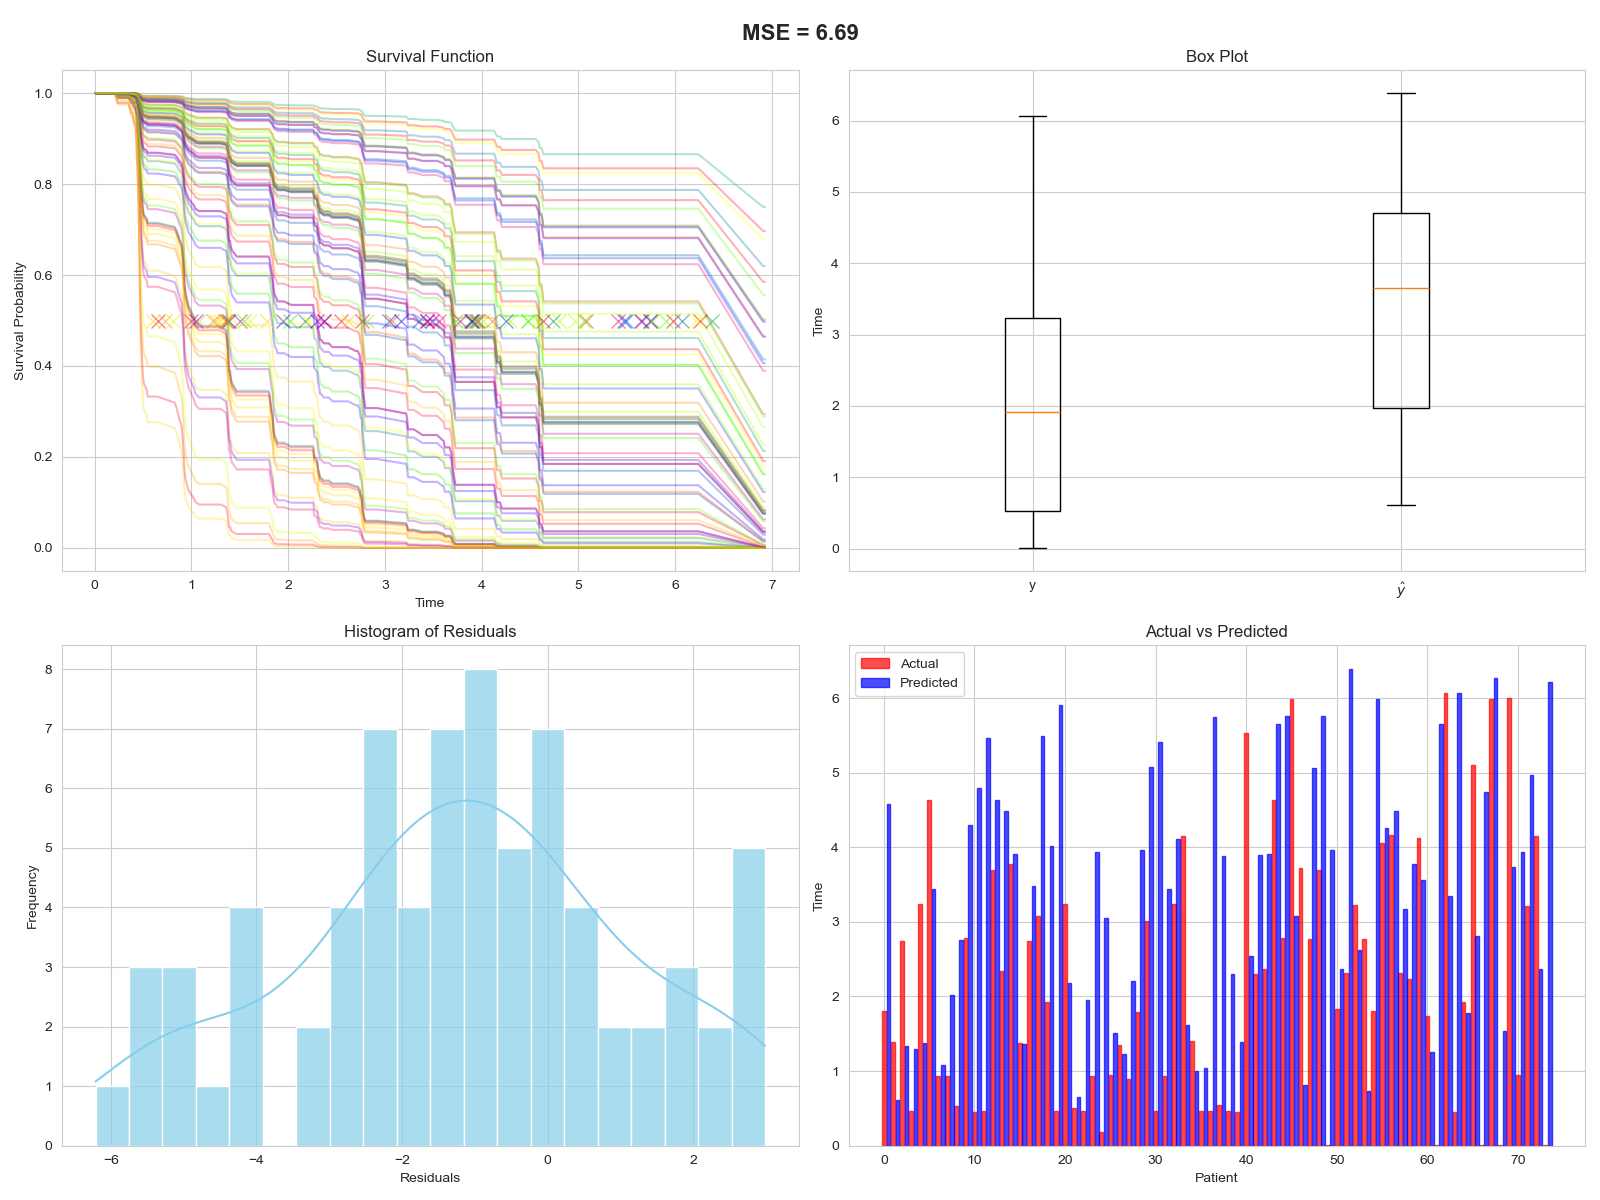 MSE = 6.69
Survival Function
Survival Probability
1.0
0.8
0.6
0.4
0.2
0.0
0 1 2 3 4 5 6 7
Time
Box Plot
Time
6
5
4
3
2
1
0
y ŷ
Histogram of Residuals
Frequency
8
7
6
5
4
3
2
1
0
−6 −4 −2 0 2
Residuals
Actual vs Predicted
Actual
Predicted
Time
6
5
4
3
2
1
0
0 10 20 30 40 50 60 70
Patient